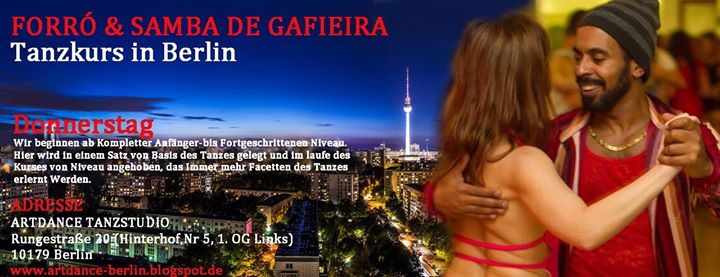 FORRÓ & SAMBA DE GAFIEIRA
Tanzkurs in Berlin
Donnerstag
Wir beginnen ab Kompletter Anfänger-bis Fortgeschrittenen Niveau.
Hier wird in einem Satz von Basis des Tanzes gelegt und im laufe des
Kurses von Niveau angehoben, das Immer mehr Facetten des Tanzes
erlernt Werden.
ADRESSE
ARTDANCE TANZSTUDIO
Rungestraße 20 (Hinterhof,Nr 5, 1. OG Links)
10179 Berlin
www.artdance-berlin.blogspot.de